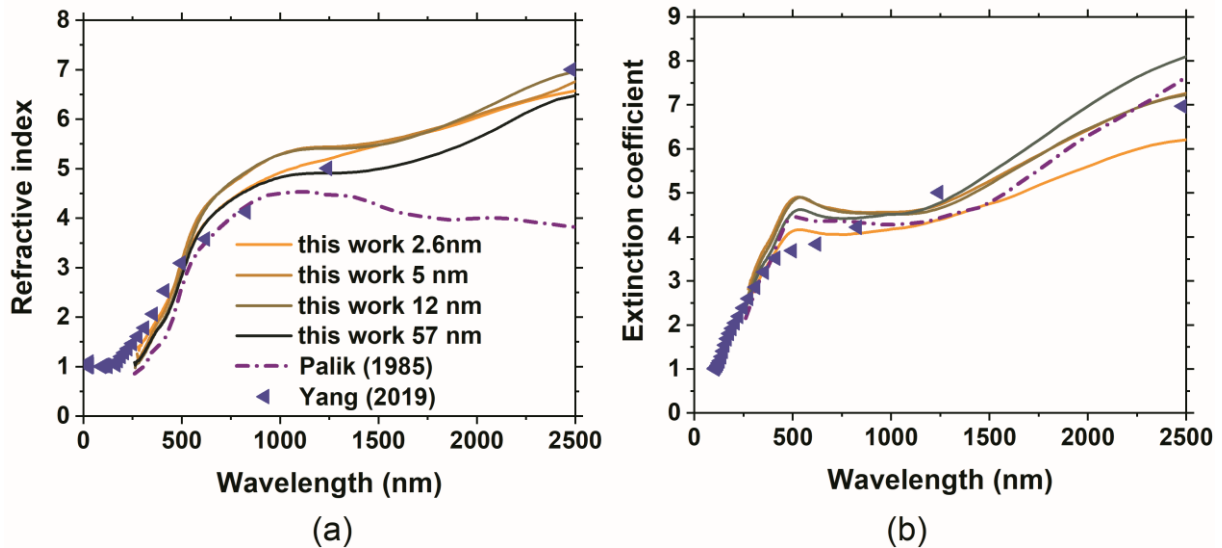 8
7
6
5
4
3
2
1
0
Refractive index
this work 2.6nm
this work 5 nm
this work 12 nm
this work 57 nm
Palik (1985)
Yang (2019)
0 500 1000 1500 2000 2500
Wavelength (nm)
(a)
9
8
7
6
5
4
3
2
1
0
Extinction coefficient
0 500 1000 1500 2000 2500
Wavelength (nm)
(b)